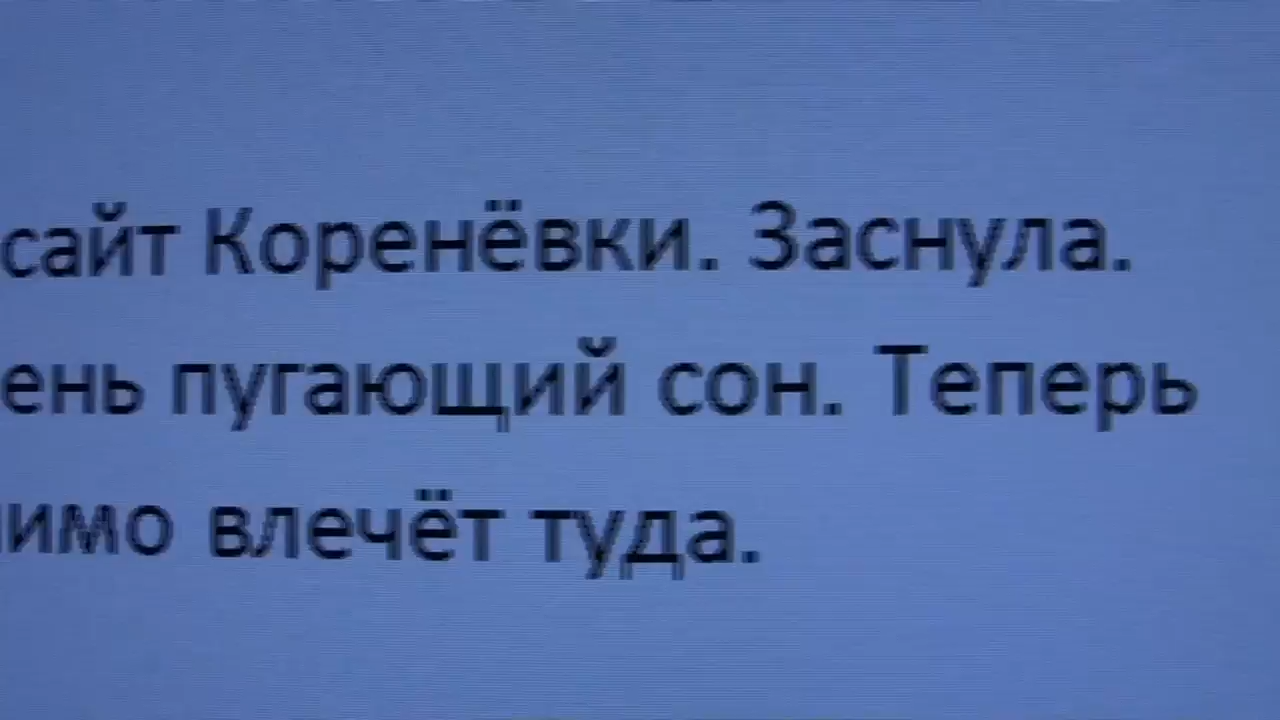 сайт Коренёвки. Заснула.
ень пугающий сон. Теперь
имо влечёт туда.